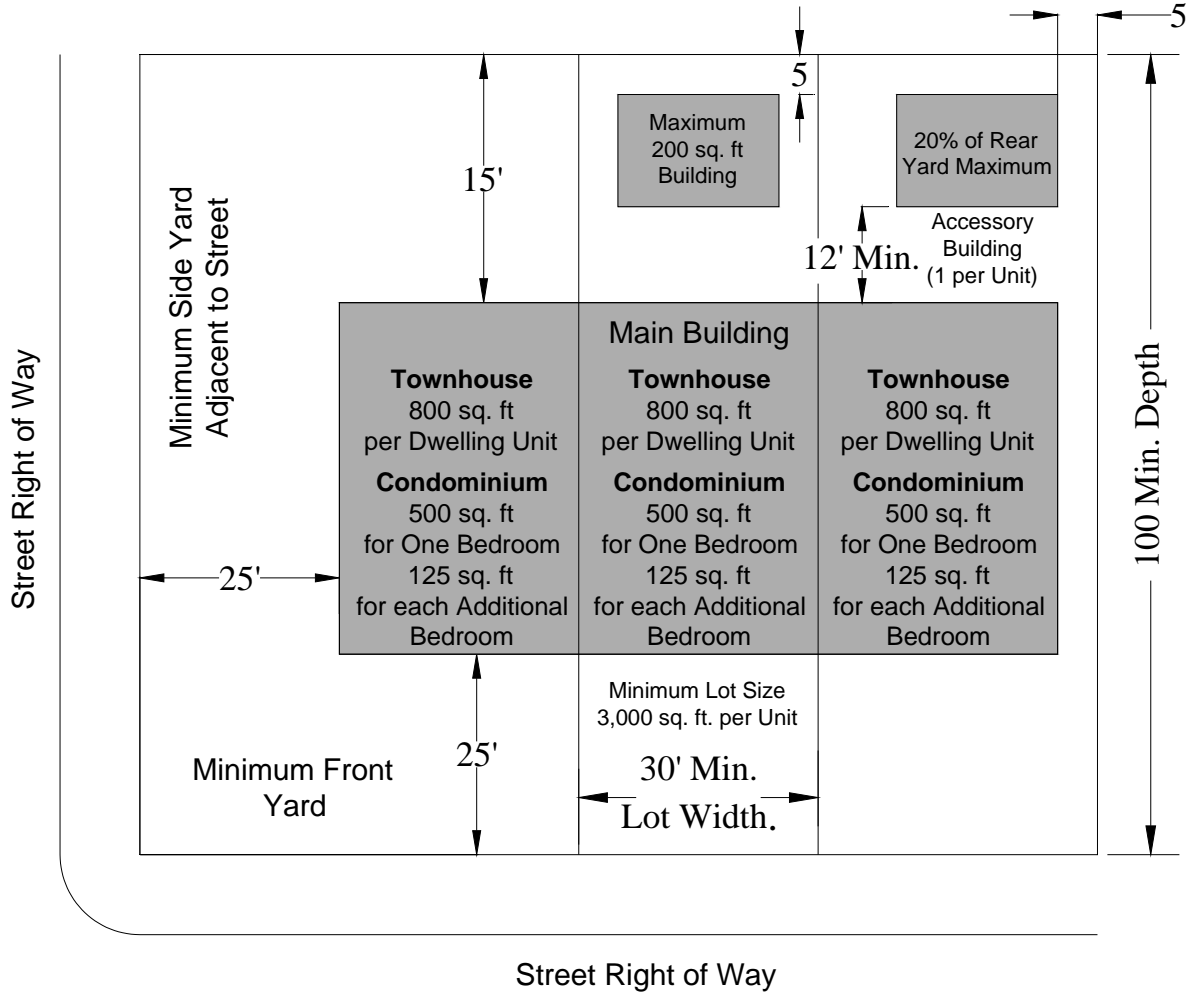 5
5
Maximum
200 sq. ft
Building
20% of Rear
Yard Maximum
15'
Minimum Side Yard
Adjacent to Street
12' Min.
Accessory
Building
(1 per Unit)
Main Building
Townhouse
800 sq. ft
per Dwelling Unit
Condominium
500 sq. ft
for One Bedroom
125 sq. ft
for each Additional
Bedroom
Townhouse
800 sq. ft
per Dwelling Unit
Condominium
500 sq. ft
for One Bedroom
125 sq. ft
for each Additional
Bedroom
Townhouse
800 sq. ft
per Dwelling Unit
Condominium
500 sq. ft
for One Bedroom
125 sq. ft
for each Additional
Bedroom
100 Min. Depth
Street Right of Way
25'
Minimum Lot Size
3,000 sq. ft. per Unit
25'
Minimum Front
Yard
30' Min.
Lot Width.
Street Right of Way